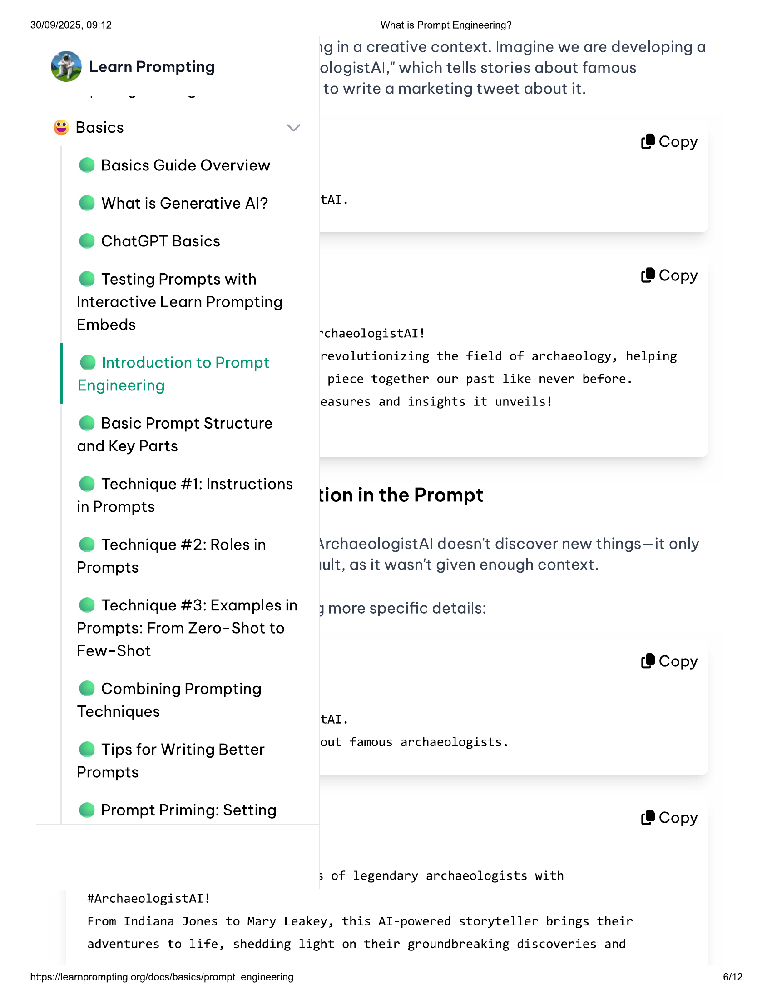 30/09/2025, 09:12
What is Prompt Engineering?
Learn Prompting
Basics
Basics Guide Overview
What is Generative AI?
ChatGPT Basics
Testing Prompts with
Interactive Learn Prompting
Embeds
Introduction to Prompt
Engineering
Basic Prompt Structure
and Key Parts
Technique #1: Instructions
in Prompts
Technique #2: Roles in
Prompts
Technique #3: Examples in
Prompts: From Zero-Shot to
Few-Shot
Combining Prompting
Techniques
Tips for Writing Better
Prompts
Prompt Priming: Setting
in a creative context. Imagine we are developing a
ologistAI," which tells stories about famous
to write a marketing tweet about it.
Copy
tAI.
Copy
rchaeologistAI!
revolutionizing the field of archaeology, helping
piece together our past like never before.
easures and insights it unveils!
tion in the Prompt
ArchaeologistAI doesn't discover new things—it only
ult, as it wasn't given enough context.
more specific details:
Copy
tAI.
out famous archaeologists.
Copy
s of legendary archaeologists with
#ArchaeologistAI!
From Indiana Jones to Mary Leakey, this AI-powered storyteller brings their
adventures to life, shedding light on their groundbreaking discoveries and
https://learnprompting.org/docs/basics/prompt_engineering
6/12